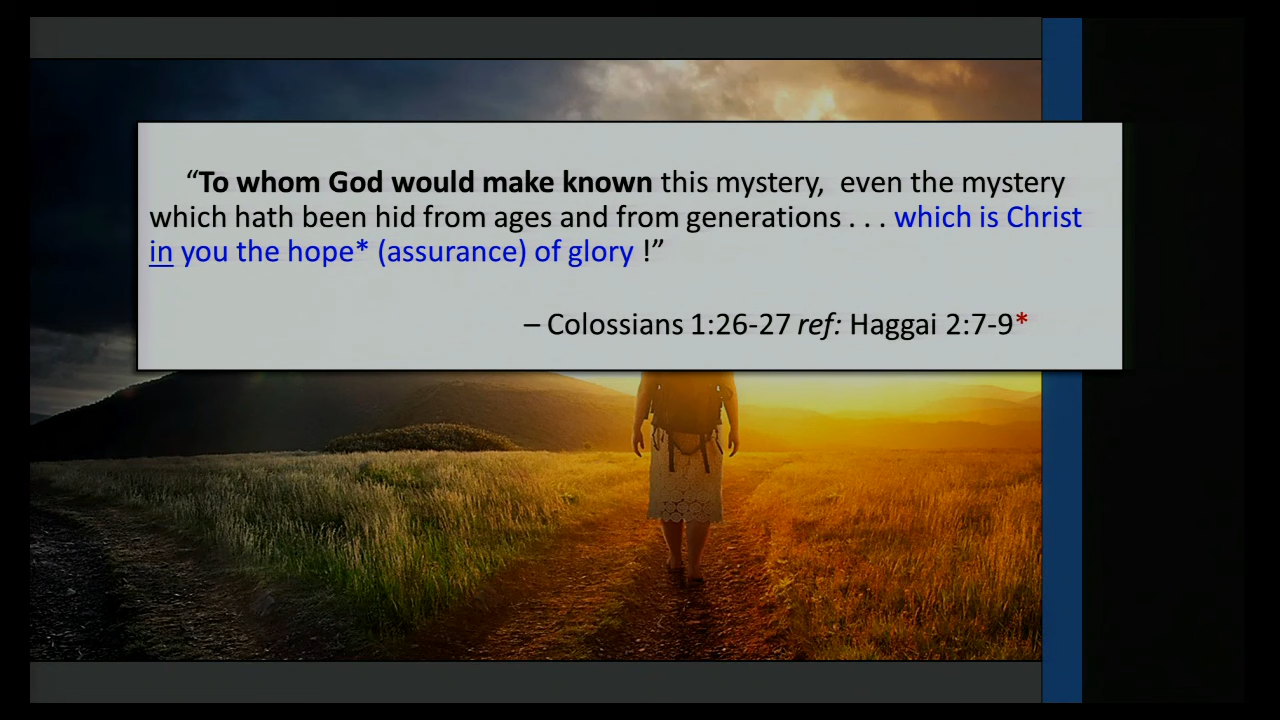 “To whom God would make known this mystery,  even the mystery
which hath been hid from ages and from generations . . . which is Christ
in you the hope* (assurance) of glory !”
– Colossians 1:26-27 ref: Haggai 2:7-9*